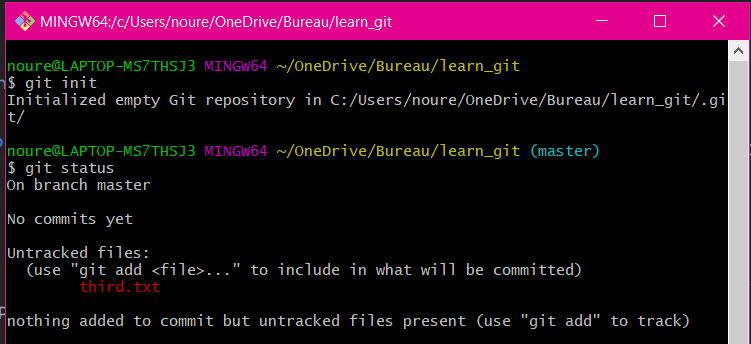 MINGW64:/c/Users/noure/OneDrive/Bureau/learn_git
noure@LAPTOP-MS7THSJ3 MINGW64 ~/OneDrive/Bureau/learn_git
$ git init
Initialized empty Git repository in C:/Users/noure/OneDrive/Bureau/learn_git/.gi
t/
noure@LAPTOP-MS7THSJ3 MINGW64 ~/OneDrive/Bureau/learn_git (master)
$ git status
On branch master
No commits yet
Untracked files:
  (use "git add <file>..." to include in what will be committed)
        third.txt
nothing added to commit but untracked files present (use "git add" to track)